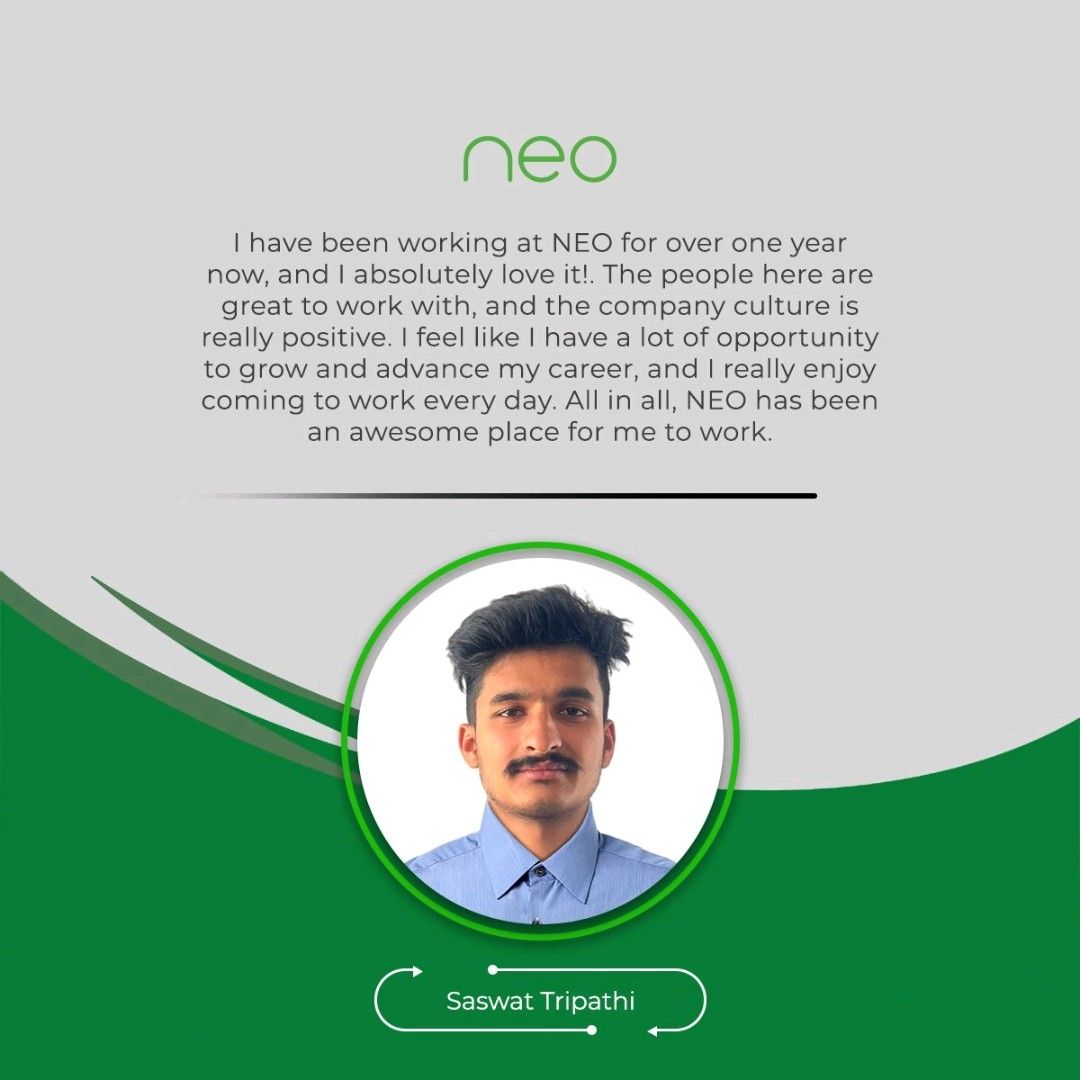 neo
I have been working at NEO for over one year
now, and I absolutely love it!. The people here are
great to work with, and the company culture is
really positive. I feel like I have a lot of opportunity
to grow and advance my career, and I really enjoy
coming to work every day. All in all, NEO has been
an awesome place for me to work.
Saswat Tripathi